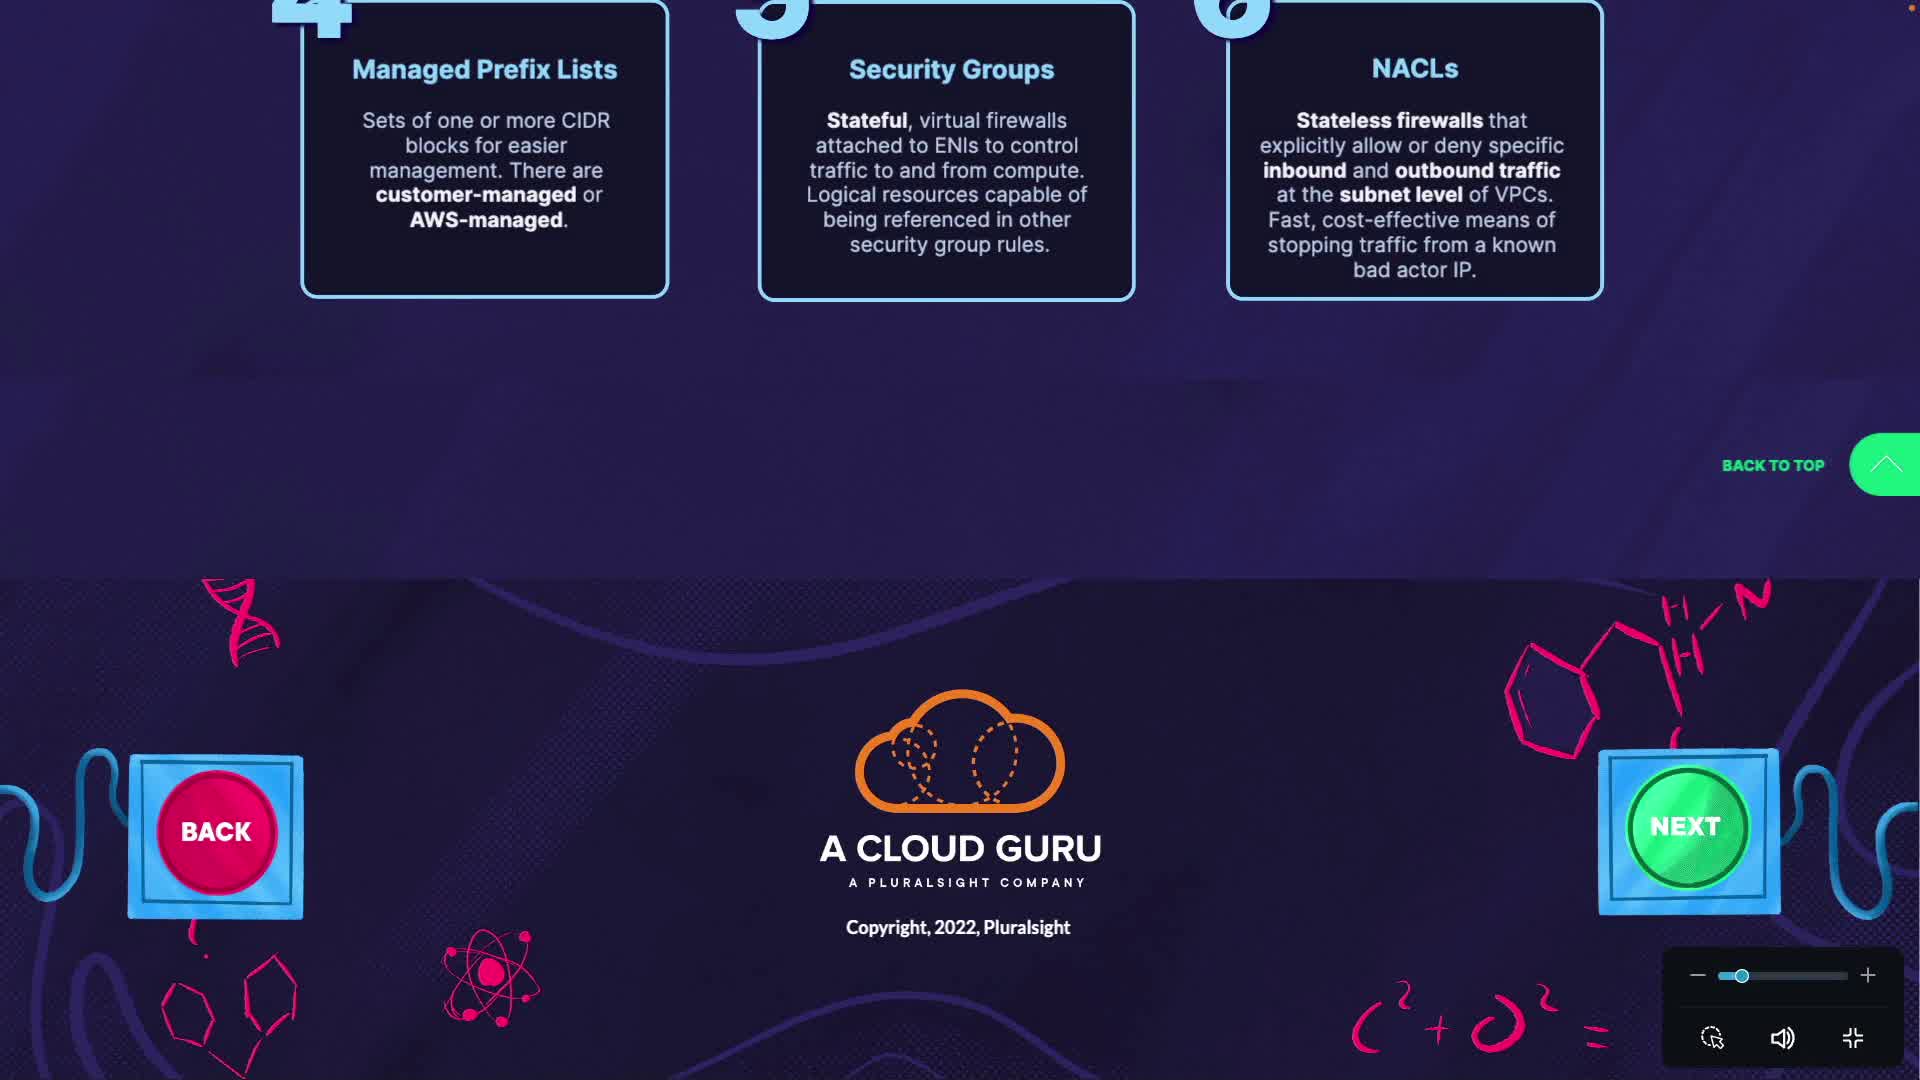 4
5
6
Managed Prefix Lists
Sets of one or more CIDR
blocks for easier
management. There are
customer-managed or
AWS-managed.
Security Groups
Stateful, virtual firewalls
attached to ENIs to control
traffic to and from compute.
Logical resources capable of
being referenced in other
security group rules.
NACLs
Stateless firewalls that
explicitly allow or deny specific
inbound and outbound traffic
at the subnet level of VPCs.
Fast, cost-effective means of
stopping traffic from a known
bad actor IP.
BACK TO TOP
H
N
H
BACK
NEXT
A CLOUD GURU
A PLURALSIGHT COMPANY
Copyright, 2022, Pluralsight
C² + O² =